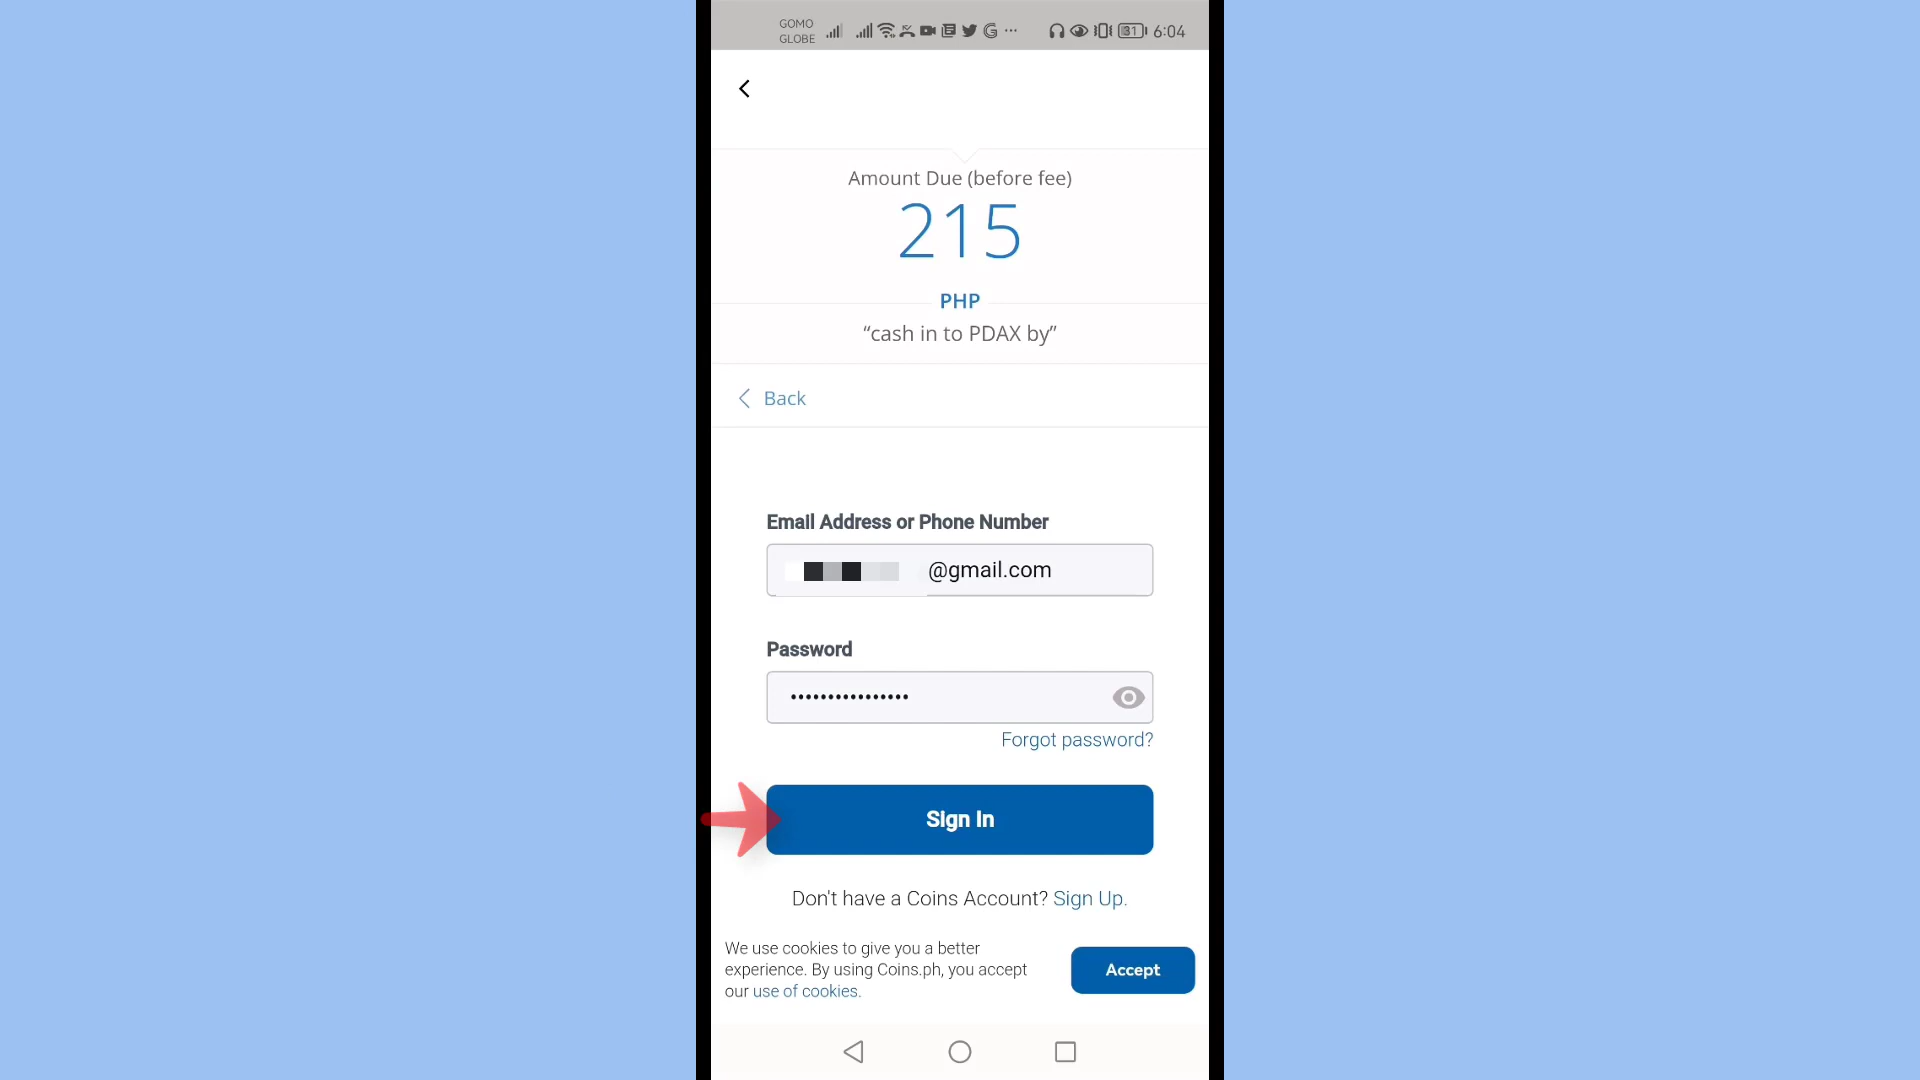 GOMO
GLOBE
31
6:04
Amount Due (before fee)
215
PHP
“cash in to PDAX by”
Back
Email Address or Phone Number
@gmail.com
Password
••••••••••••••••
Forgot password?
Sign In
Don't have a Coins Account? Sign Up.
We use cookies to give you a better
experience. By using Coins.ph, you accept
our use of cookies.
Accept